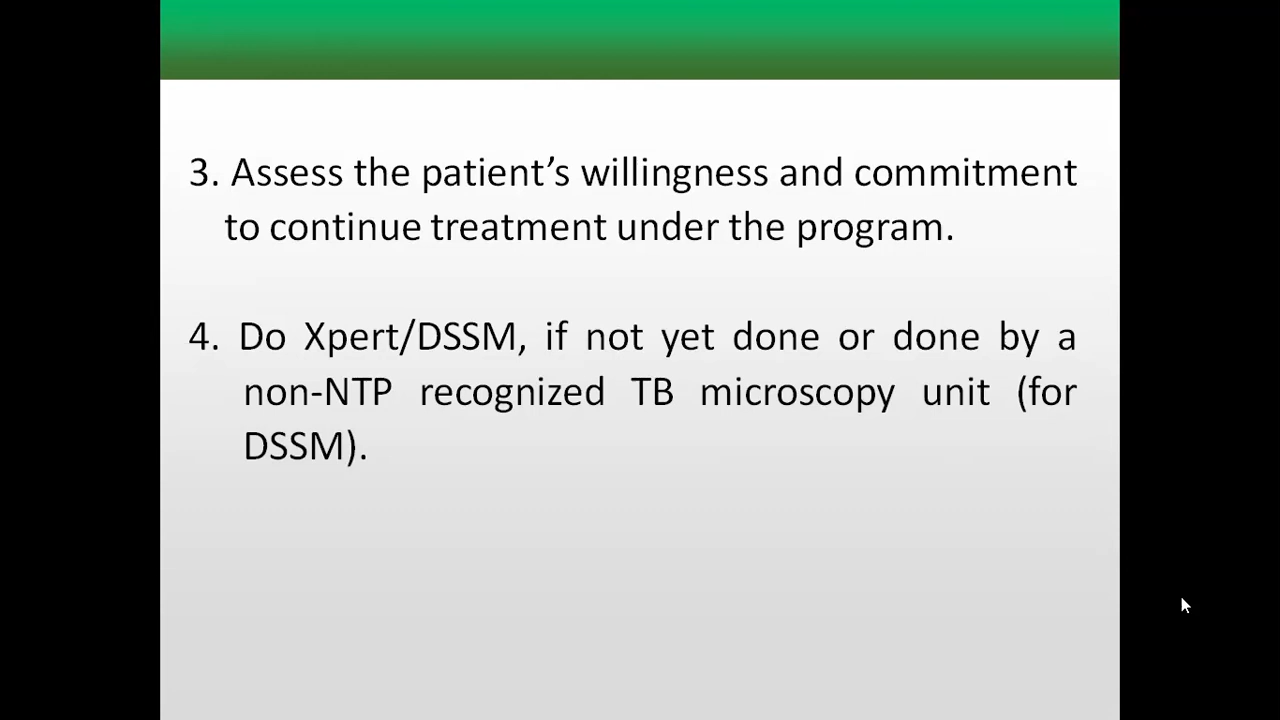 3. Assess the patient’s willingness and commitment
to continue treatment under the program.
4. Do Xpert/DSSM, if not yet done or done by a
non-NTP recognized TB microscopy unit (for
DSSM).